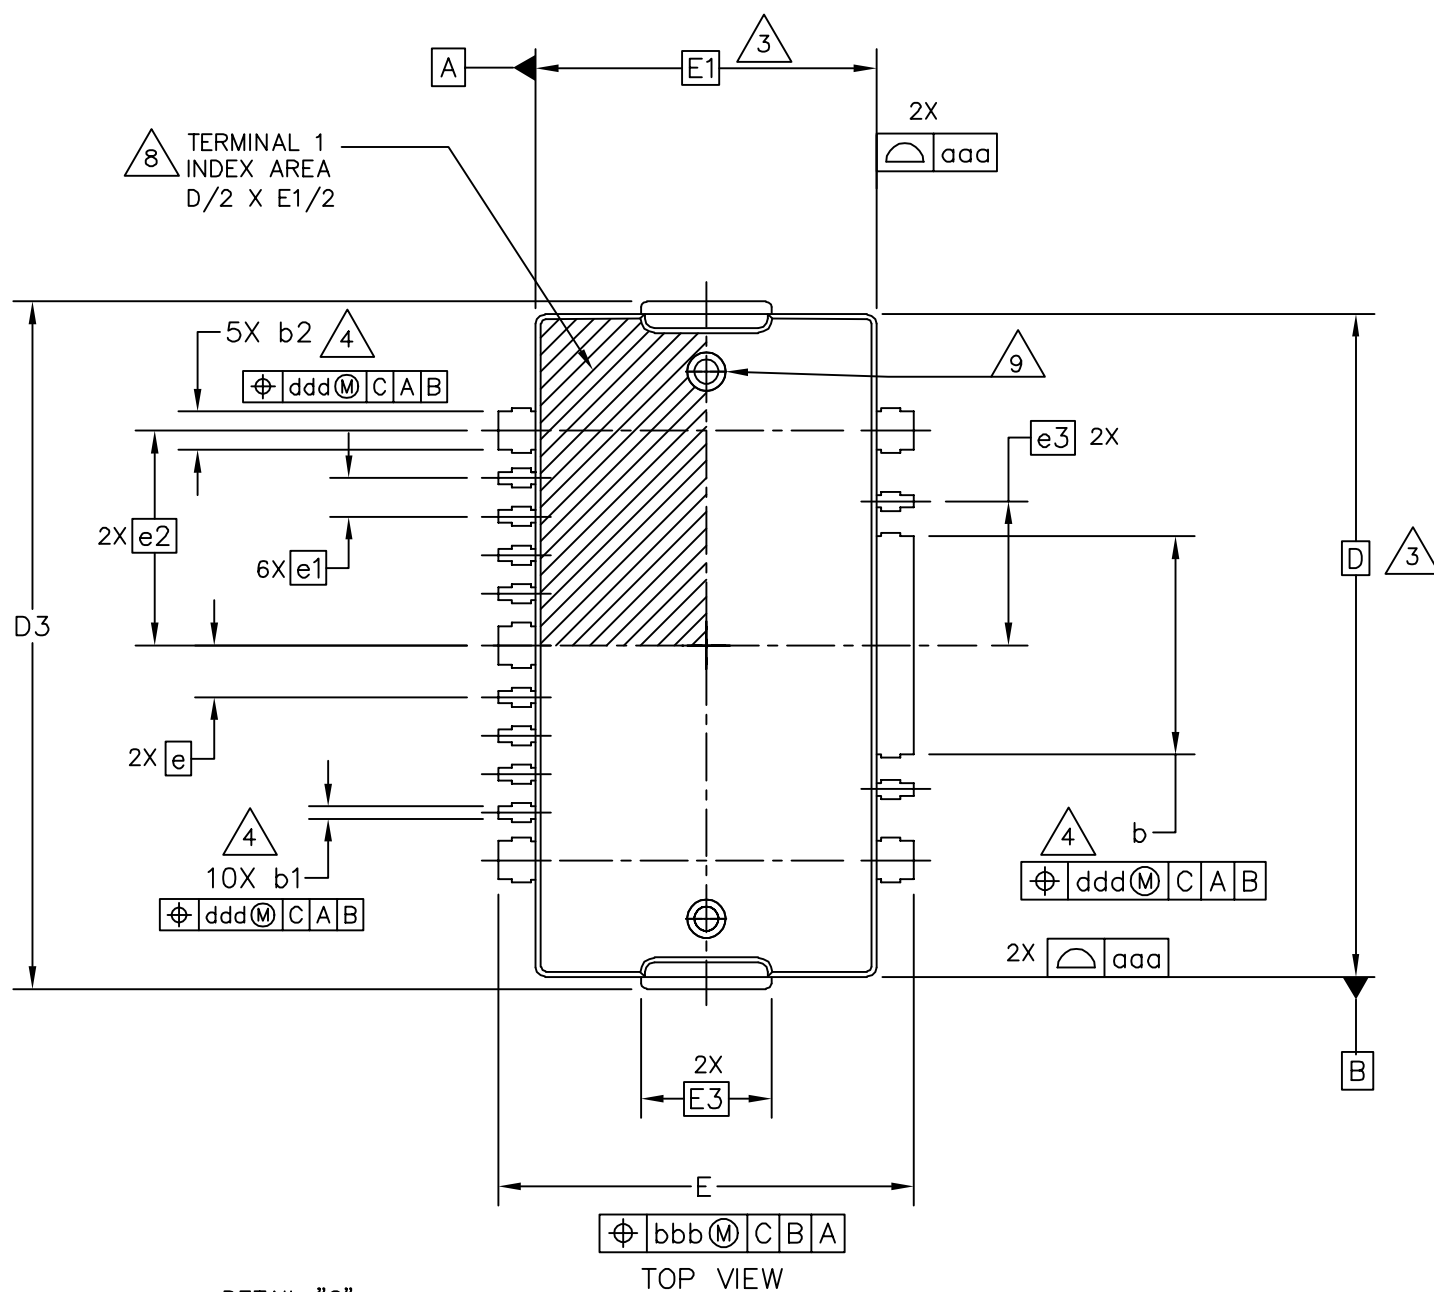 A
E1
3
2X
aaa
8
TERMINAL 1
INDEX AREA
D/2 X E1/2
5X b2
4
ddd M C A B
9
e3 2X
2X e2
6X e1
D
3
D3
2X e
4
10X b1
ddd M C A B
4
b
ddd M C A B
2X aaa
B
2X
E3
E
bbb M C B A
TOP VIEW